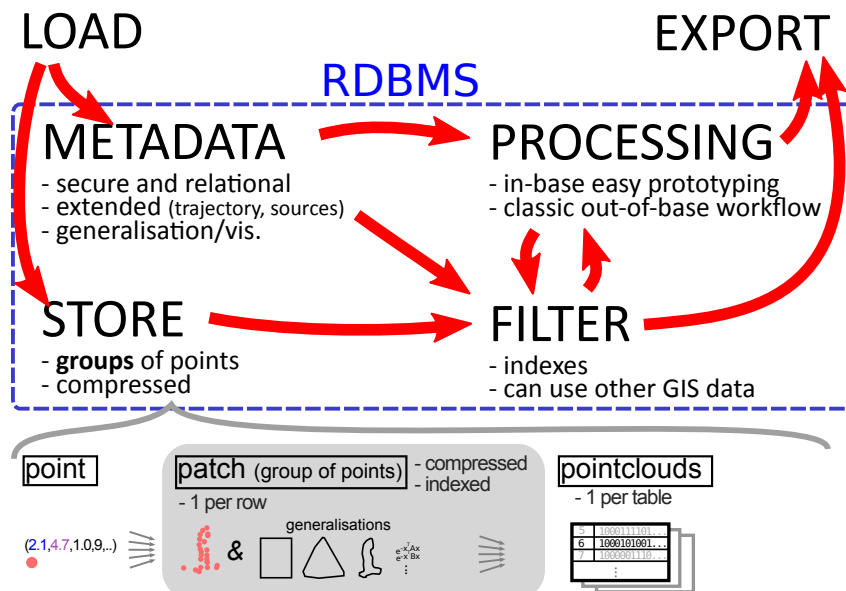 LOAD
EXPORT
RDBMS
METADATA
- secure and relational
- extended (trajectory, sources)
- generalisation/vis.
PROCESSING
- in-base easy prototyping
- classic out-of-base workflow
STORE
- groups of points
- compressed
FILTER
- indexes
- can use other GIS data
point
patch (group of points)
- compressed
- indexed
- 1 per row
pointclouds
- 1 per table
generalisations
(2.1,4.7,1.0,9,..)
&
5 1000111101...
6 1000101001...
7 1000001110...
⋮